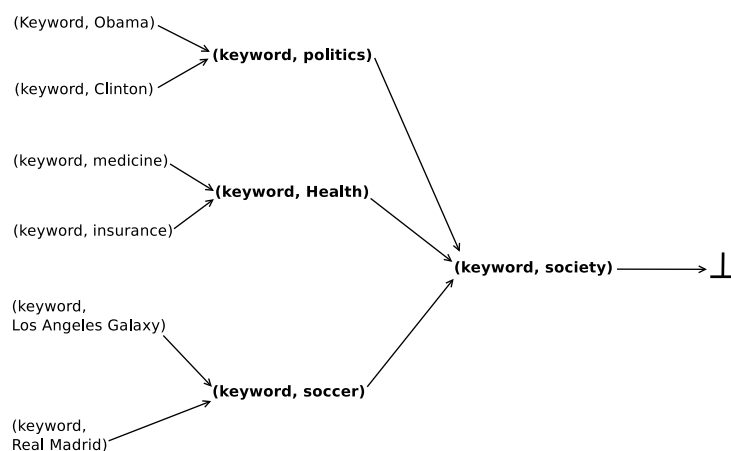 (Keyword, Obama)
(keyword, politics)
(keyword, Clinton)
(keyword, medicine)
(keyword, Health)
(keyword, insurance)
(keyword, society)
⊥
(keyword,
Los Angeles Galaxy)
(keyword, soccer)
(keyword,
Real Madrid)